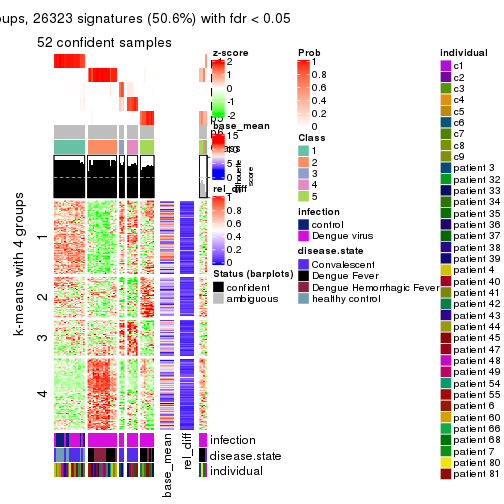 oups, 26323 signatures (50.6%) with fdr < 0.05
52 confident samples
k-means with 4 groups
1
2
3
4
z-score
2
1
0
-1
-2
base_mean
15
10
5
0
silhouette
score
rel_diff
1
0.8
0.6
0.4
0.2
0
Status (barplots)
confident
ambiguous
Prob
1
0.8
0.6
0.4
0.2
0
Class
1
2
3
4
5
infection
control
Dengue virus
disease.state
Convalescent
Dengue Fever
Dengue Hemorrhagic Fever
healthy control
individual
c1
c2
c3
c4
c5
c6
c7
c8
c9
patient 3
patient 32
patient 33
patient 34
patient 35
patient 36
patient 37
patient 38
patient 39
patient 4
patient 40
patient 41
patient 42
patient 43
patient 44
patient 45
patient 47
patient 48
patient 49
patient 54
patient 55
patient 6
patient 60
patient 66
patient 68
patient 7
patient 80
patient 81
base_mean
rel_diff
infection
disease.state
individual